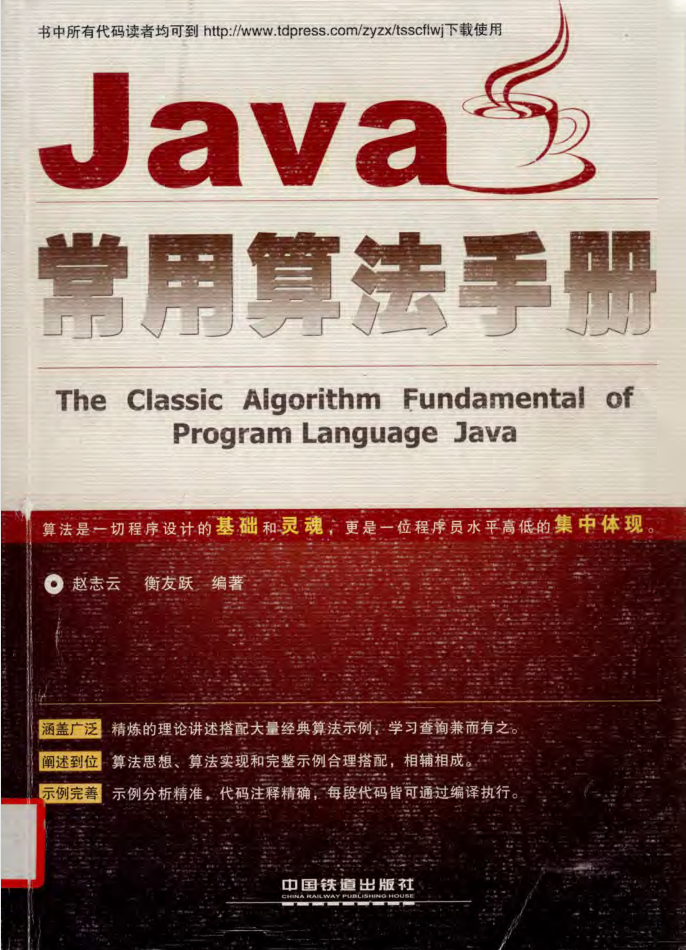 书中所有代码读者均可到 http://www.tdpress.com/zyzx/tsscflwj下载使用
Java
常用算法手册
The Classic Algorithm Fundamental of
Program Language Java
算法是一切程序设计的基础和灵魂，更是一位程序员水平高低的集中体现。
赵志云 衡友跃 编著
涵盖广泛 精炼的理论讲述搭配大量经典算法示例，学习查询兼而有之。
阐述到位 算法思想、算法实现和完整示例合理搭配，相辅相成。
示例完善 示例分析精准，代码注释精确，每段代码皆可通过编译执行。
中国铁道出版社
CHINA RAILWAY PUBLISHING HOUSE